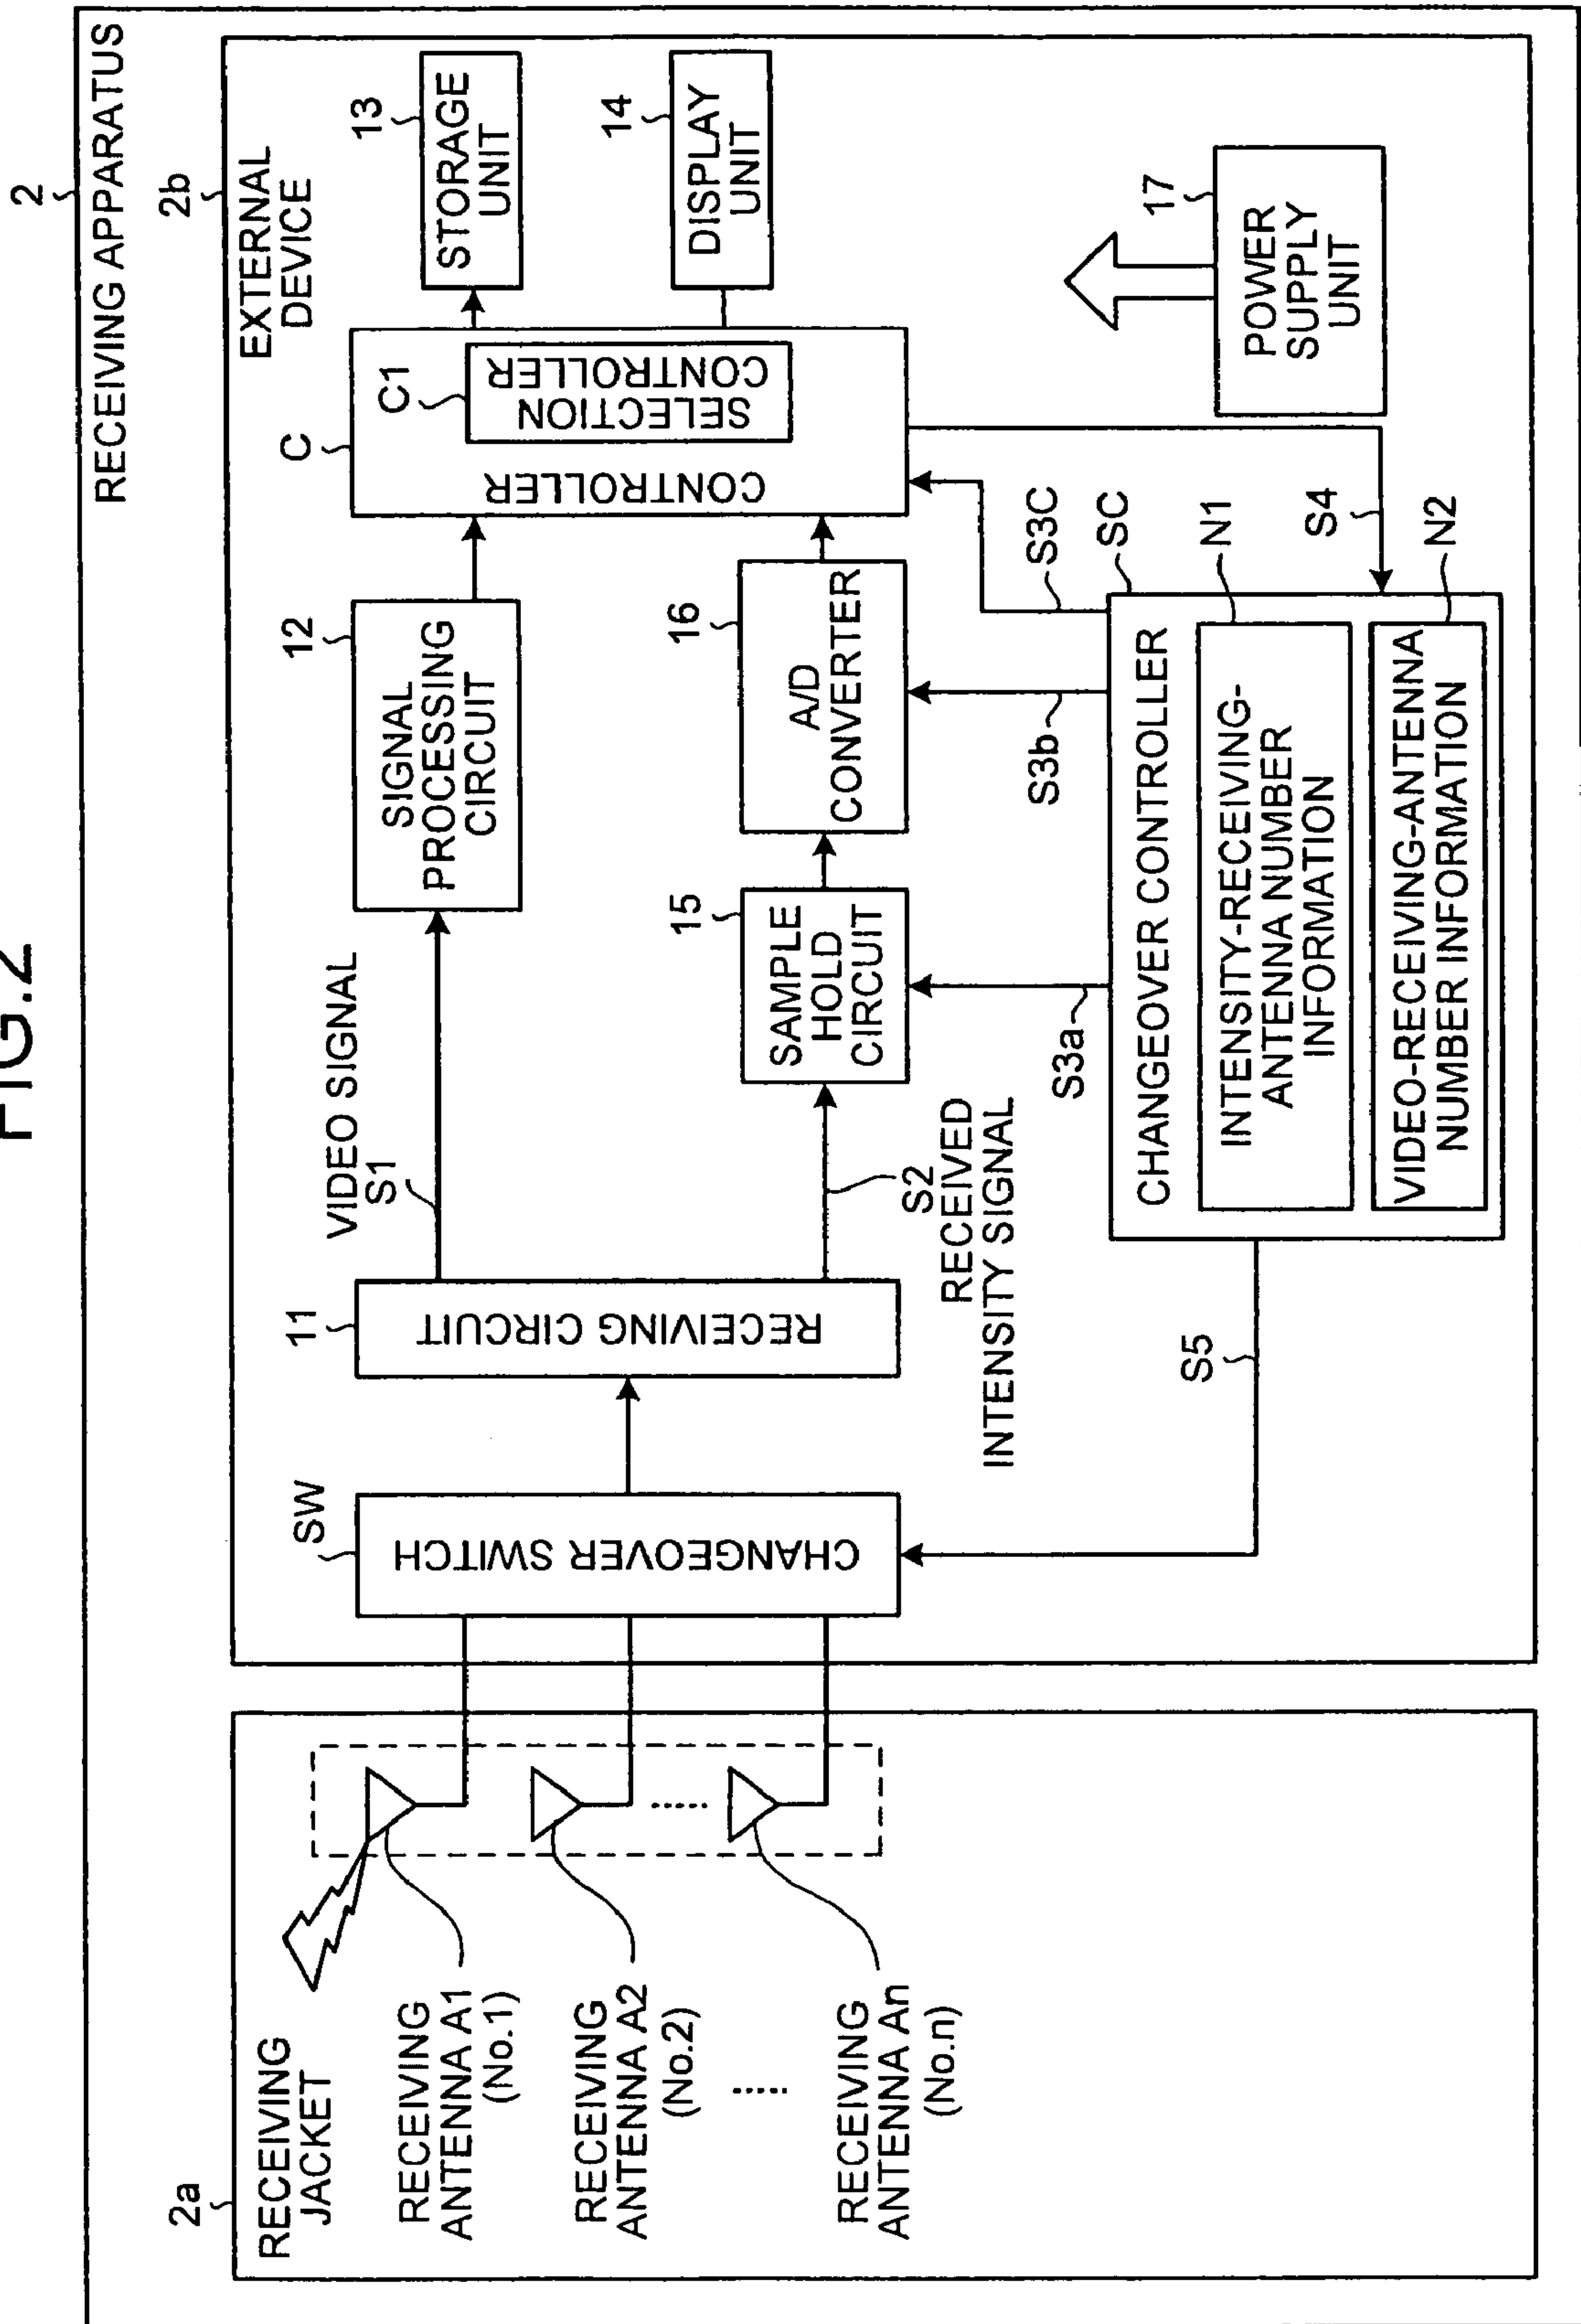 FIG.2
2
RECEIVING APPARATUS
2a
RECEIVING
JACKET
RECEIVING
ANTENNA A1
(No.1)
RECEIVING
ANTENNA A2
(No.2)
RECEIVING
ANTENNA An
(No.n)
2b
EXTERNAL
DEVICE
SW
CHANGEOVER SWITCH
11
RECEIVING CIRCUIT
VIDEO SIGNAL
S1
S2
RECEIVED
INTENSITY SIGNAL
12
SIGNAL
PROCESSING
CIRCUIT
15
SAMPLE
HOLD
CIRCUIT
16
A/D
CONVERTER
C
CONTROLLER
C1
SELECTION
CONTROLLER
13
STORAGE
UNIT
14
DISPLAY
UNIT
S3a
S3b
S3C
SC
CHANGEOVER CONTROLLER
N1
INTENSITY-RECEIVING-
ANTENNA NUMBER
INFORMATION
N2
VIDEO-RECEIVING-ANTENNA
NUMBER INFORMATION
S4
S5
17
POWER
SUPPLY
UNIT